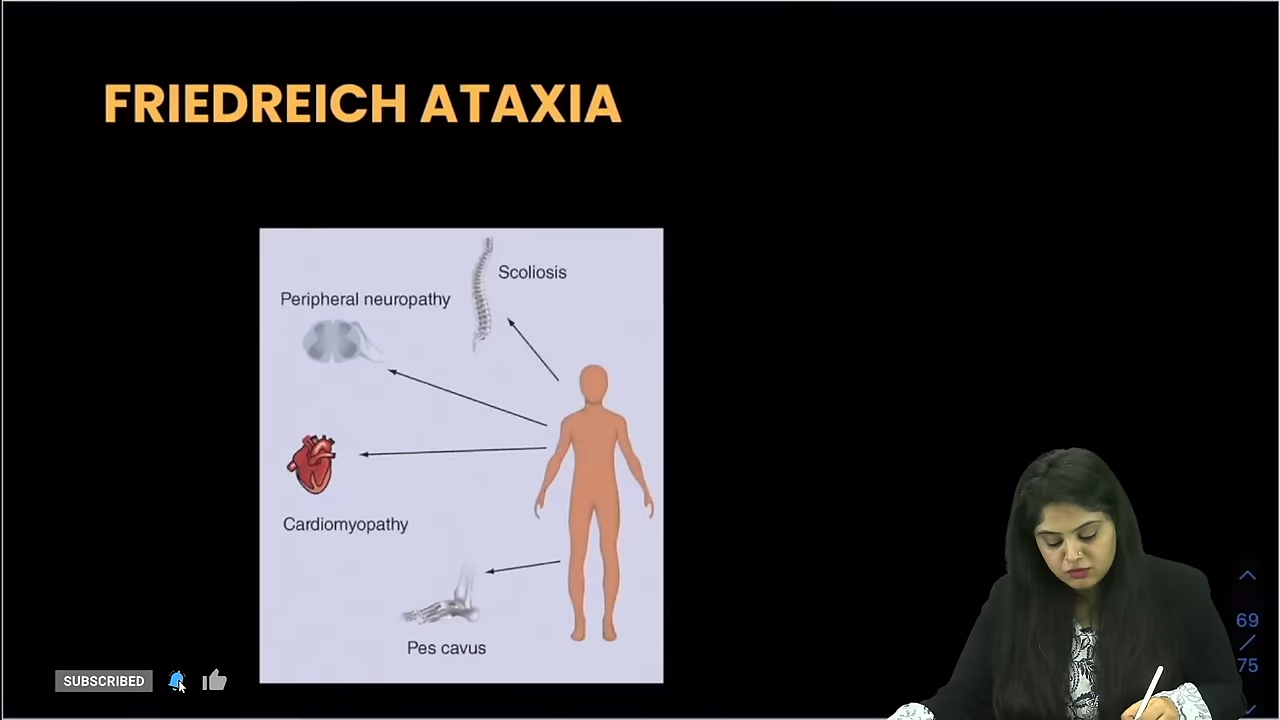 FRIEDREICH ATAXIA
Scoliosis
Peripheral neuropathy
Cardiomyopathy
Pes cavus
SUBSCRIBED
69
/
75